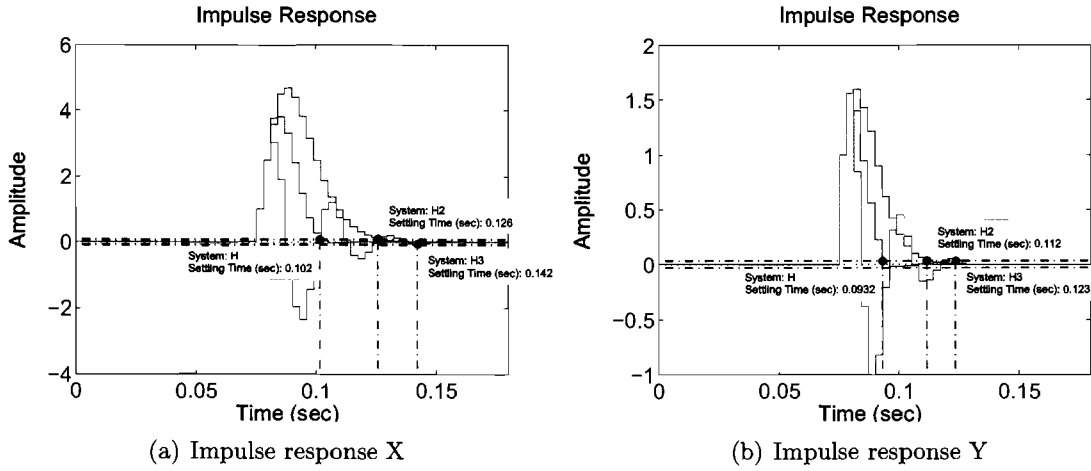 Impulse Response
6
4
2
0
−2
−4
Amplitude
System: H2
Settling Time (sec): 0.126
System: H
Settling Time (sec): 0.102
System: H3
Settling Time (sec): 0.142
0
0.05
0.1
0.15
Time (sec)
(a) Impulse response X
Impulse Response
2
1.5
1
0.5
0
−0.5
−1
Amplitude
System: H2
Settling Time (sec): 0.112
System: H
Settling Time (sec): 0.0932
System: H3
Settling Time (sec): 0.123
0
0.05
0.1
0.15
Time (sec)
(b) Impulse response Y